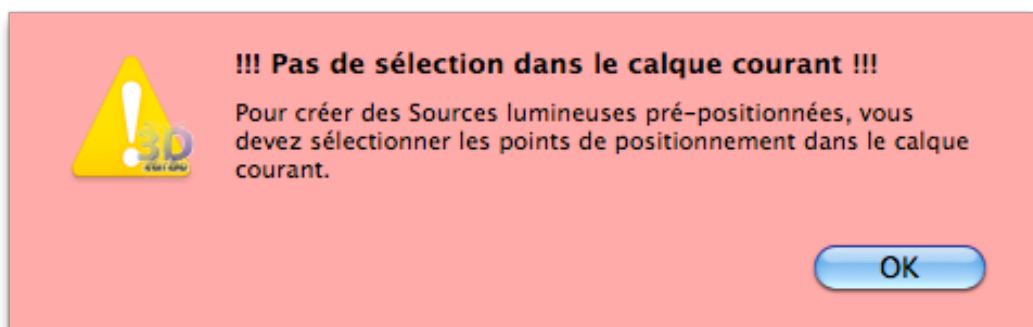 !!! Pas de sélection dans le calque courant !!!
Pour créer des Sources lumineuses pré-positionnées, vous
devez sélectionner les points de positionnement dans le calque
courant.
3D
OK